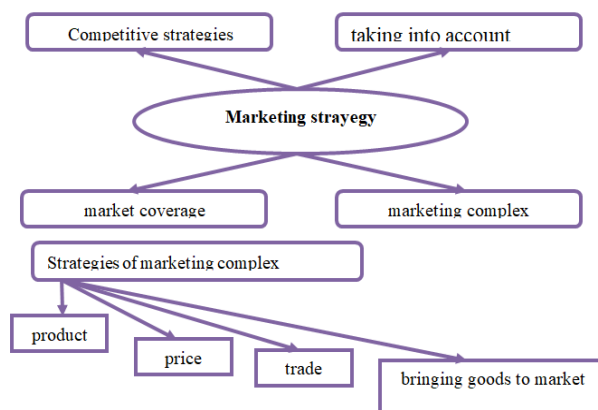 Competitive strategies
taking into account
Marketing strayegy
market coverage
marketing complex
Strategies of marketing complex
product
price
trade
bringing goods to market